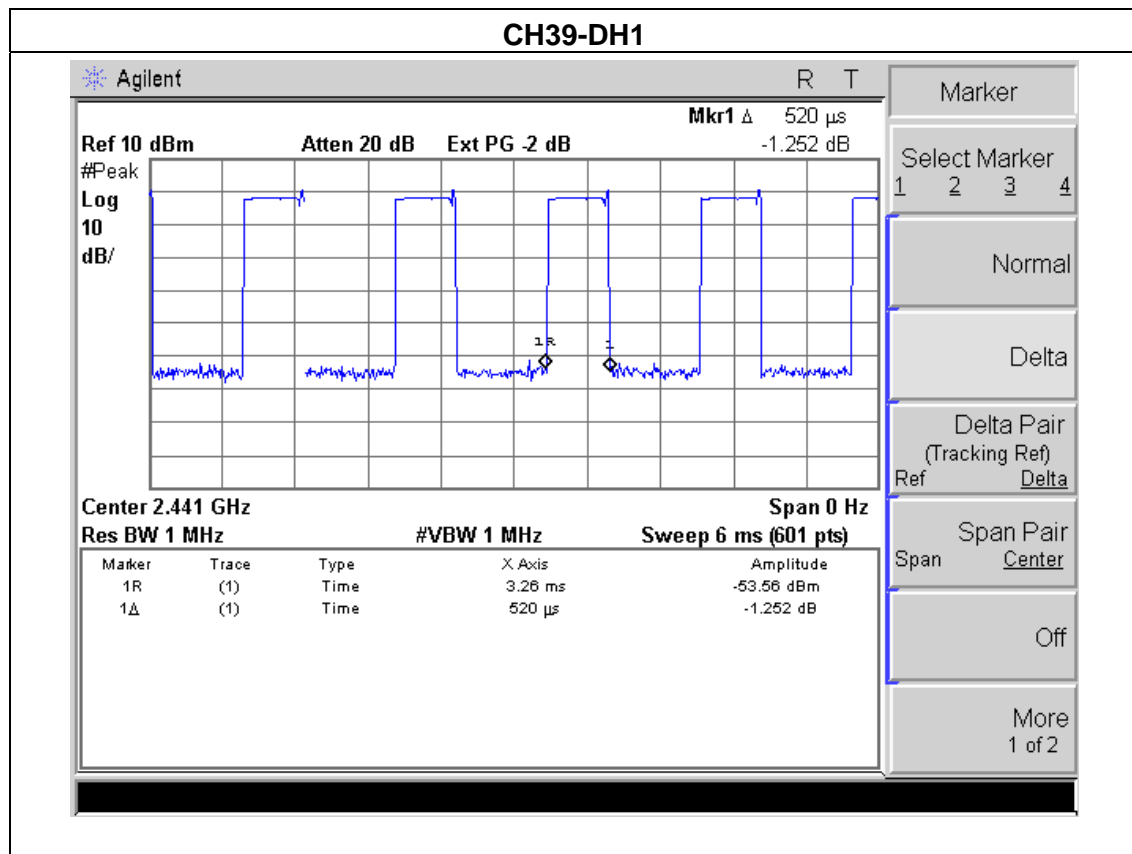 CH39-DH1
Agilent R T
Mkr1 Δ 520 µs
Ref 10 dBm Atten 20 dB Ext PG -2 dB -1.252 dB
#Peak
Log
10
dB/
1R 1
Center 2.441 GHz Span 0 Hz
Res BW 1 MHz #VBW 1 MHz Sweep 6 ms (601 pts)
Marker Trace Type X Axis Amplitude
1R (1) Time 3.26 ms -53.56 dBm
1Δ (1) Time 520 µs -1.252 dB
Marker
Select Marker
1 2 3 4
Normal
Delta
Delta Pair
(Tracking Ref)
Ref Delta
Span Pair
Span Center
Off
More
1 of 2